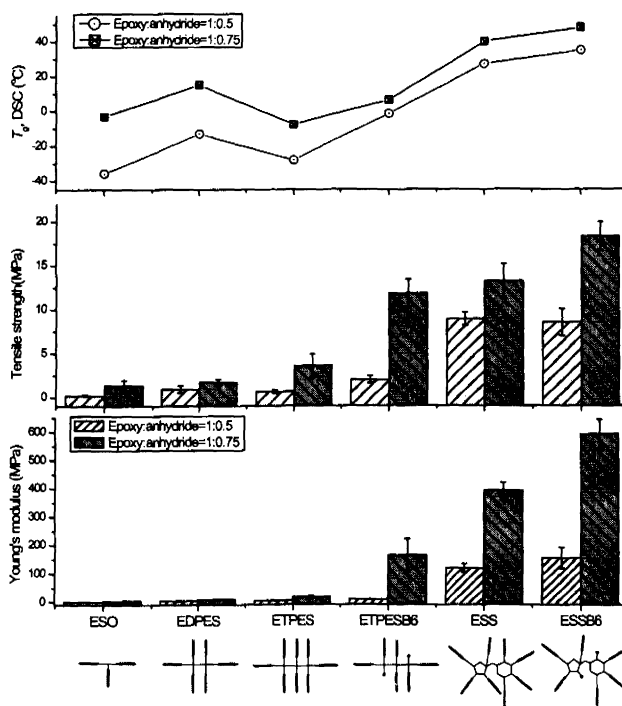 Epoxy:anhydride=1:0.5
Epoxy:anhydride=1:0.75
Tg, DSC (°C)
40
20
0
-20
-40
Tensile strength(MPa)
20
15
10
5
0
Epoxy:anhydride=1:0.5
Epoxy:anhydride=1:0.75
Young's modulus (MPa)
600
500
400
300
200
100
0
ESO EDPES ETPES ETPESB6 ESS ESSB6